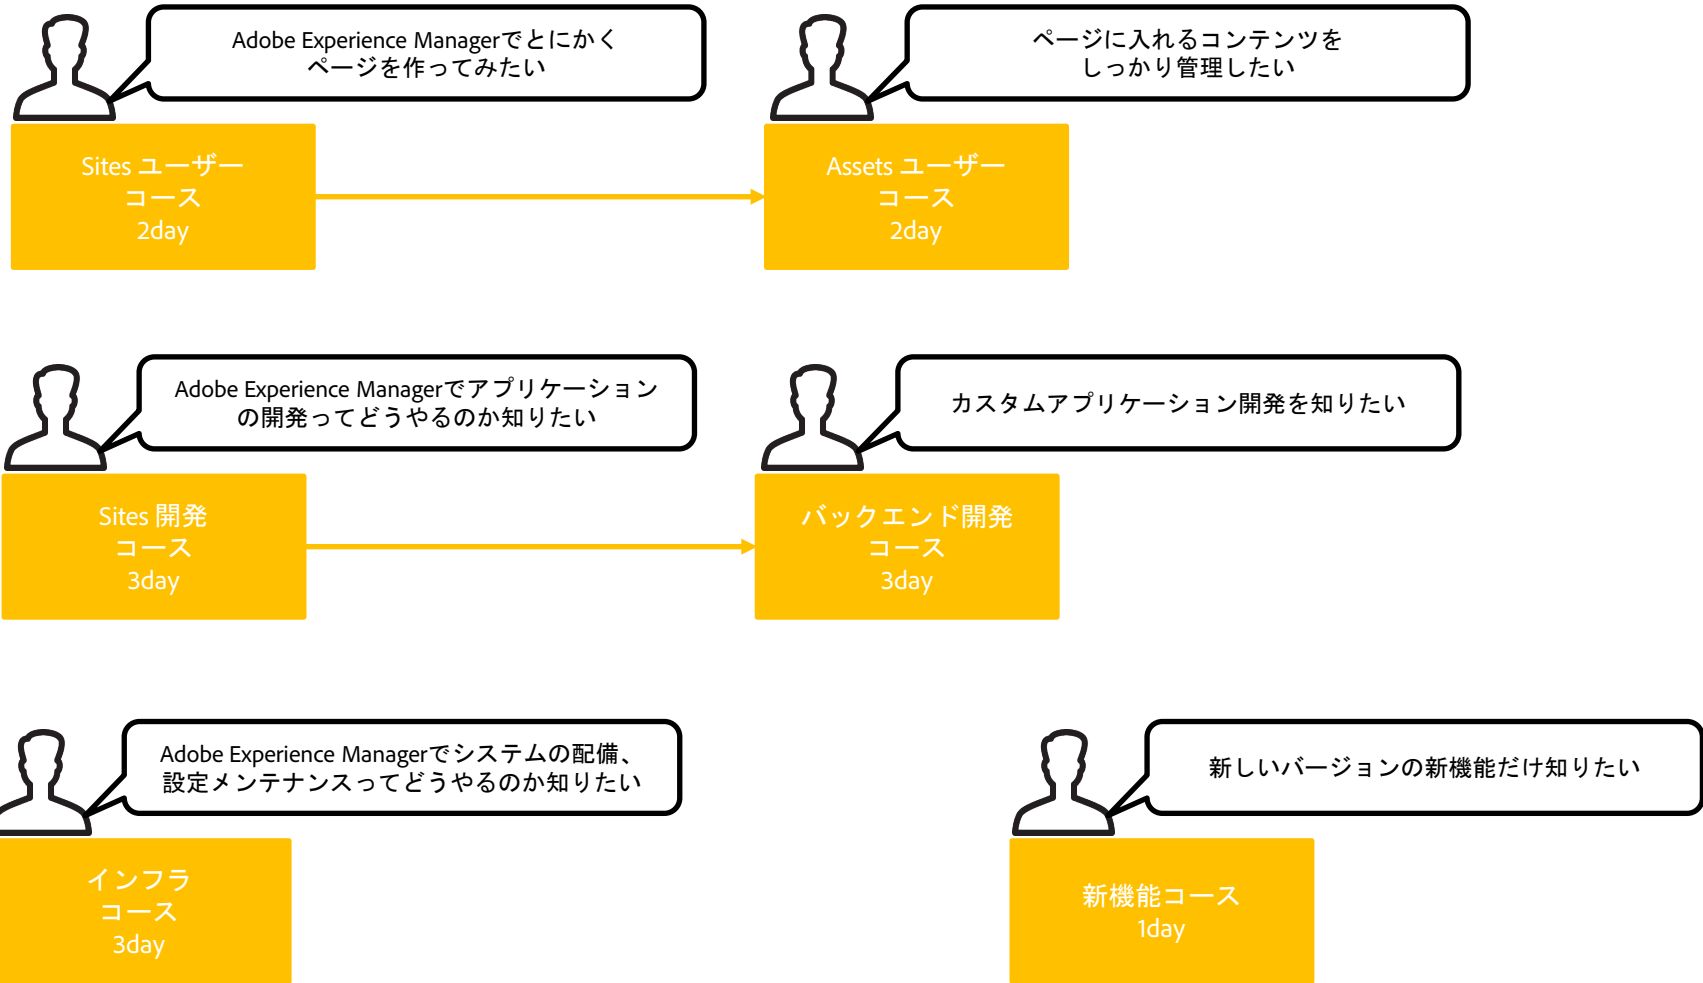 Adobe Experience Managerでとにかく
ページを作ってみたい
ページに入れるコンテンツを
しっかり管理したい
Sites ユーザー
コース
2day
Assets ユーザー
コース
2day
Adobe Experience Managerでアプリケーション
の開発ってどうやるのか知りたい
カスタムアプリケーション開発を知りたい
Sites 開発
コース
3day
バックエンド開発
コース
3day
Adobe Experience Managerでシステムの配備、
設定メンテナンスってどうやるのか知りたい
新しいバージョンの新機能だけ知りたい
インフラ
コース
3day
新機能コース
1day